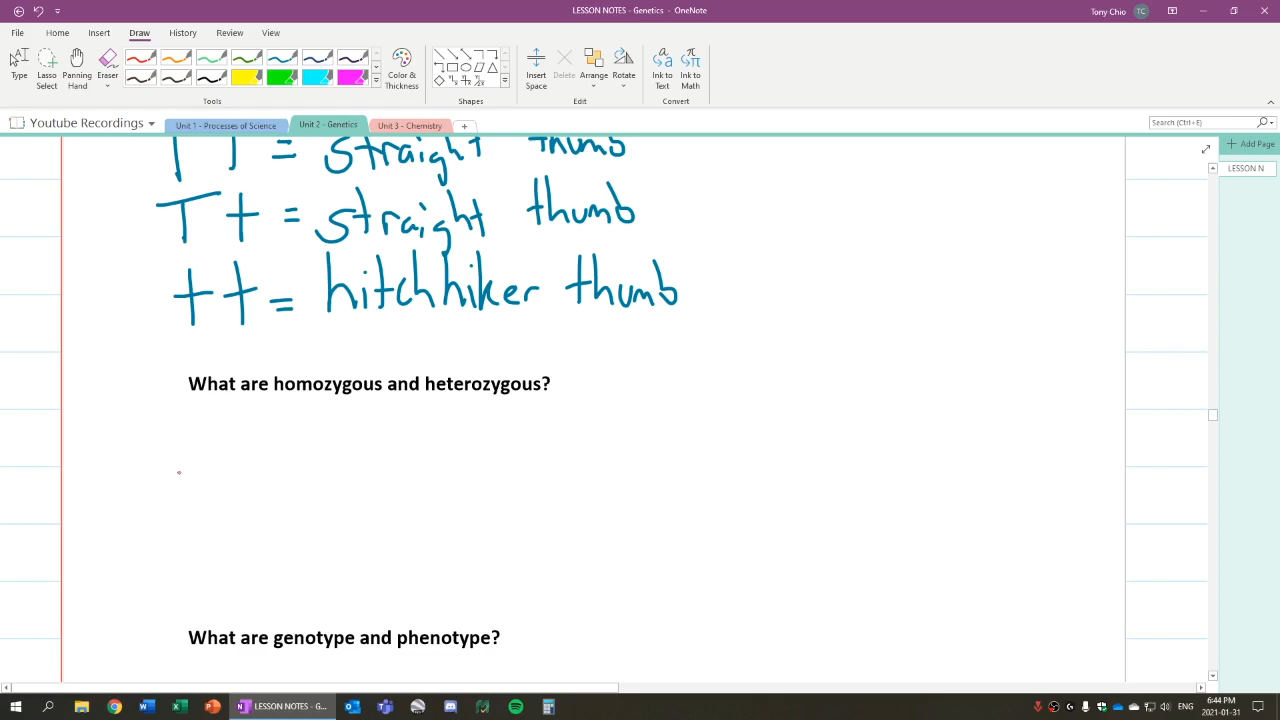 LESSON NOTES - Genetics - OneNote
Tony Chio TC
File Home Insert Draw History Review View
Type Lasso Select Panning Hand Eraser Color & Thickness Insert Space Delete Arrange Rotate Ink to Text Ink to Math
Tools Shapes Edit Convert
Youtube Recordings Unit 1 - Processes of Science Unit 2 - Genetics Unit 3 - Chemistry + Search (Ctrl+E)
Add Page
LESSON N
TT = straight thumb
Tt = straight thumb
tt = hitchhiker thumb
What are homozygous and heterozygous?
What are genotype and phenotype?
LESSON NOTES - G...
6:44 PM
2021-01-31